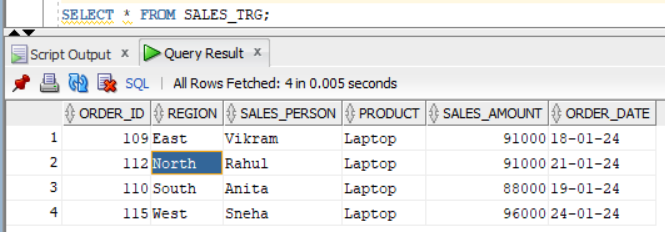 SELECT * FROM SALES_TRG;
Script Output x Query Result x
SQL | All Rows Fetched: 4 in 0.005 seconds
ORDER_ID REGION SALES_PERSON PRODUCT SALES_AMOUNT ORDER_DATE
1 109 East Vikram Laptop 91000 18-01-24
2 112 North Rahul Laptop 91000 21-01-24
3 110 South Anita Laptop 88000 19-01-24
4 115 West Sneha Laptop 96000 24-01-24